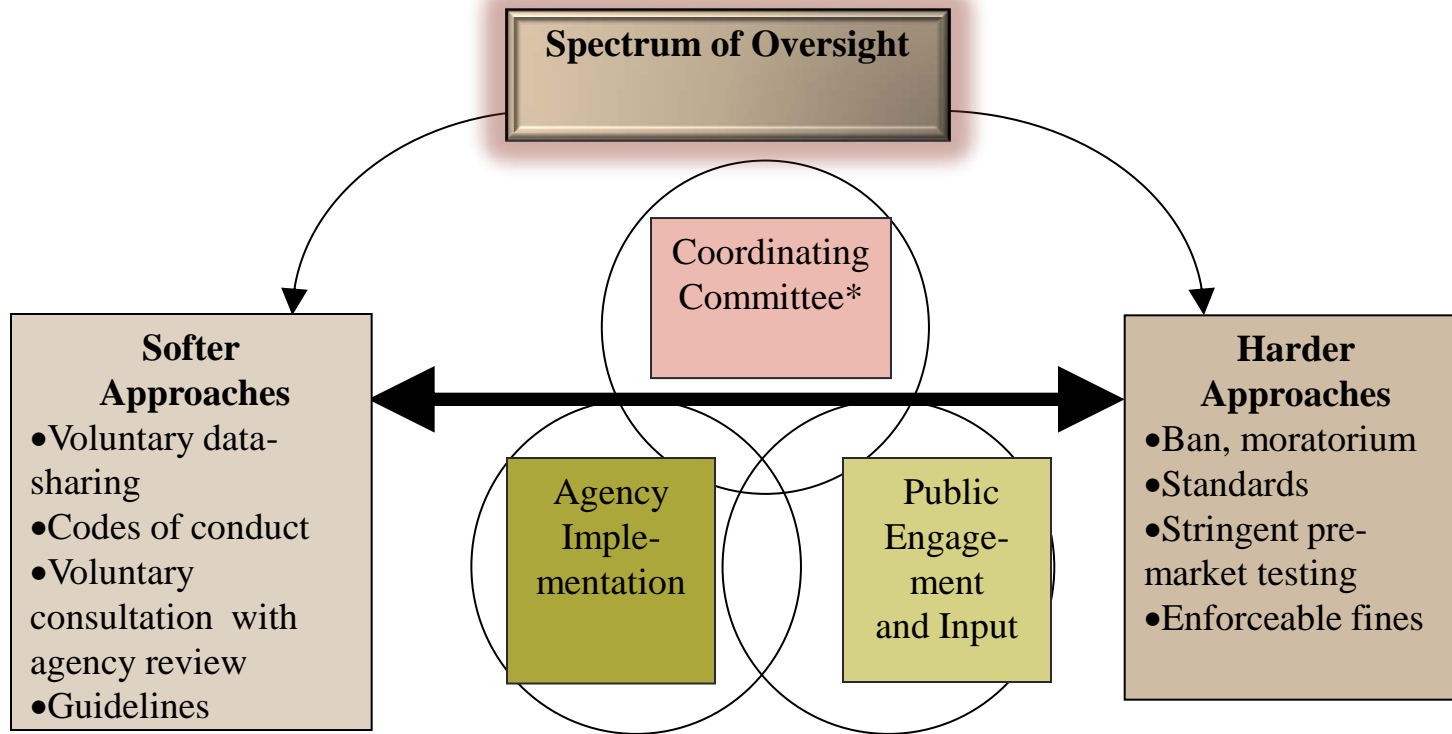 Spectrum of Oversight
Coordinating
Committee*
Softer
Approaches
•Voluntary data-
sharing
•Codes of conduct
•Voluntary
consultation with
agency review
•Guidelines
Agency
Imple-
mentation
Public
Engage-
ment
and Input
Harder
Approaches
•Ban, moratorium
•Standards
•Stringent pre-
market testing
•Enforceable fines